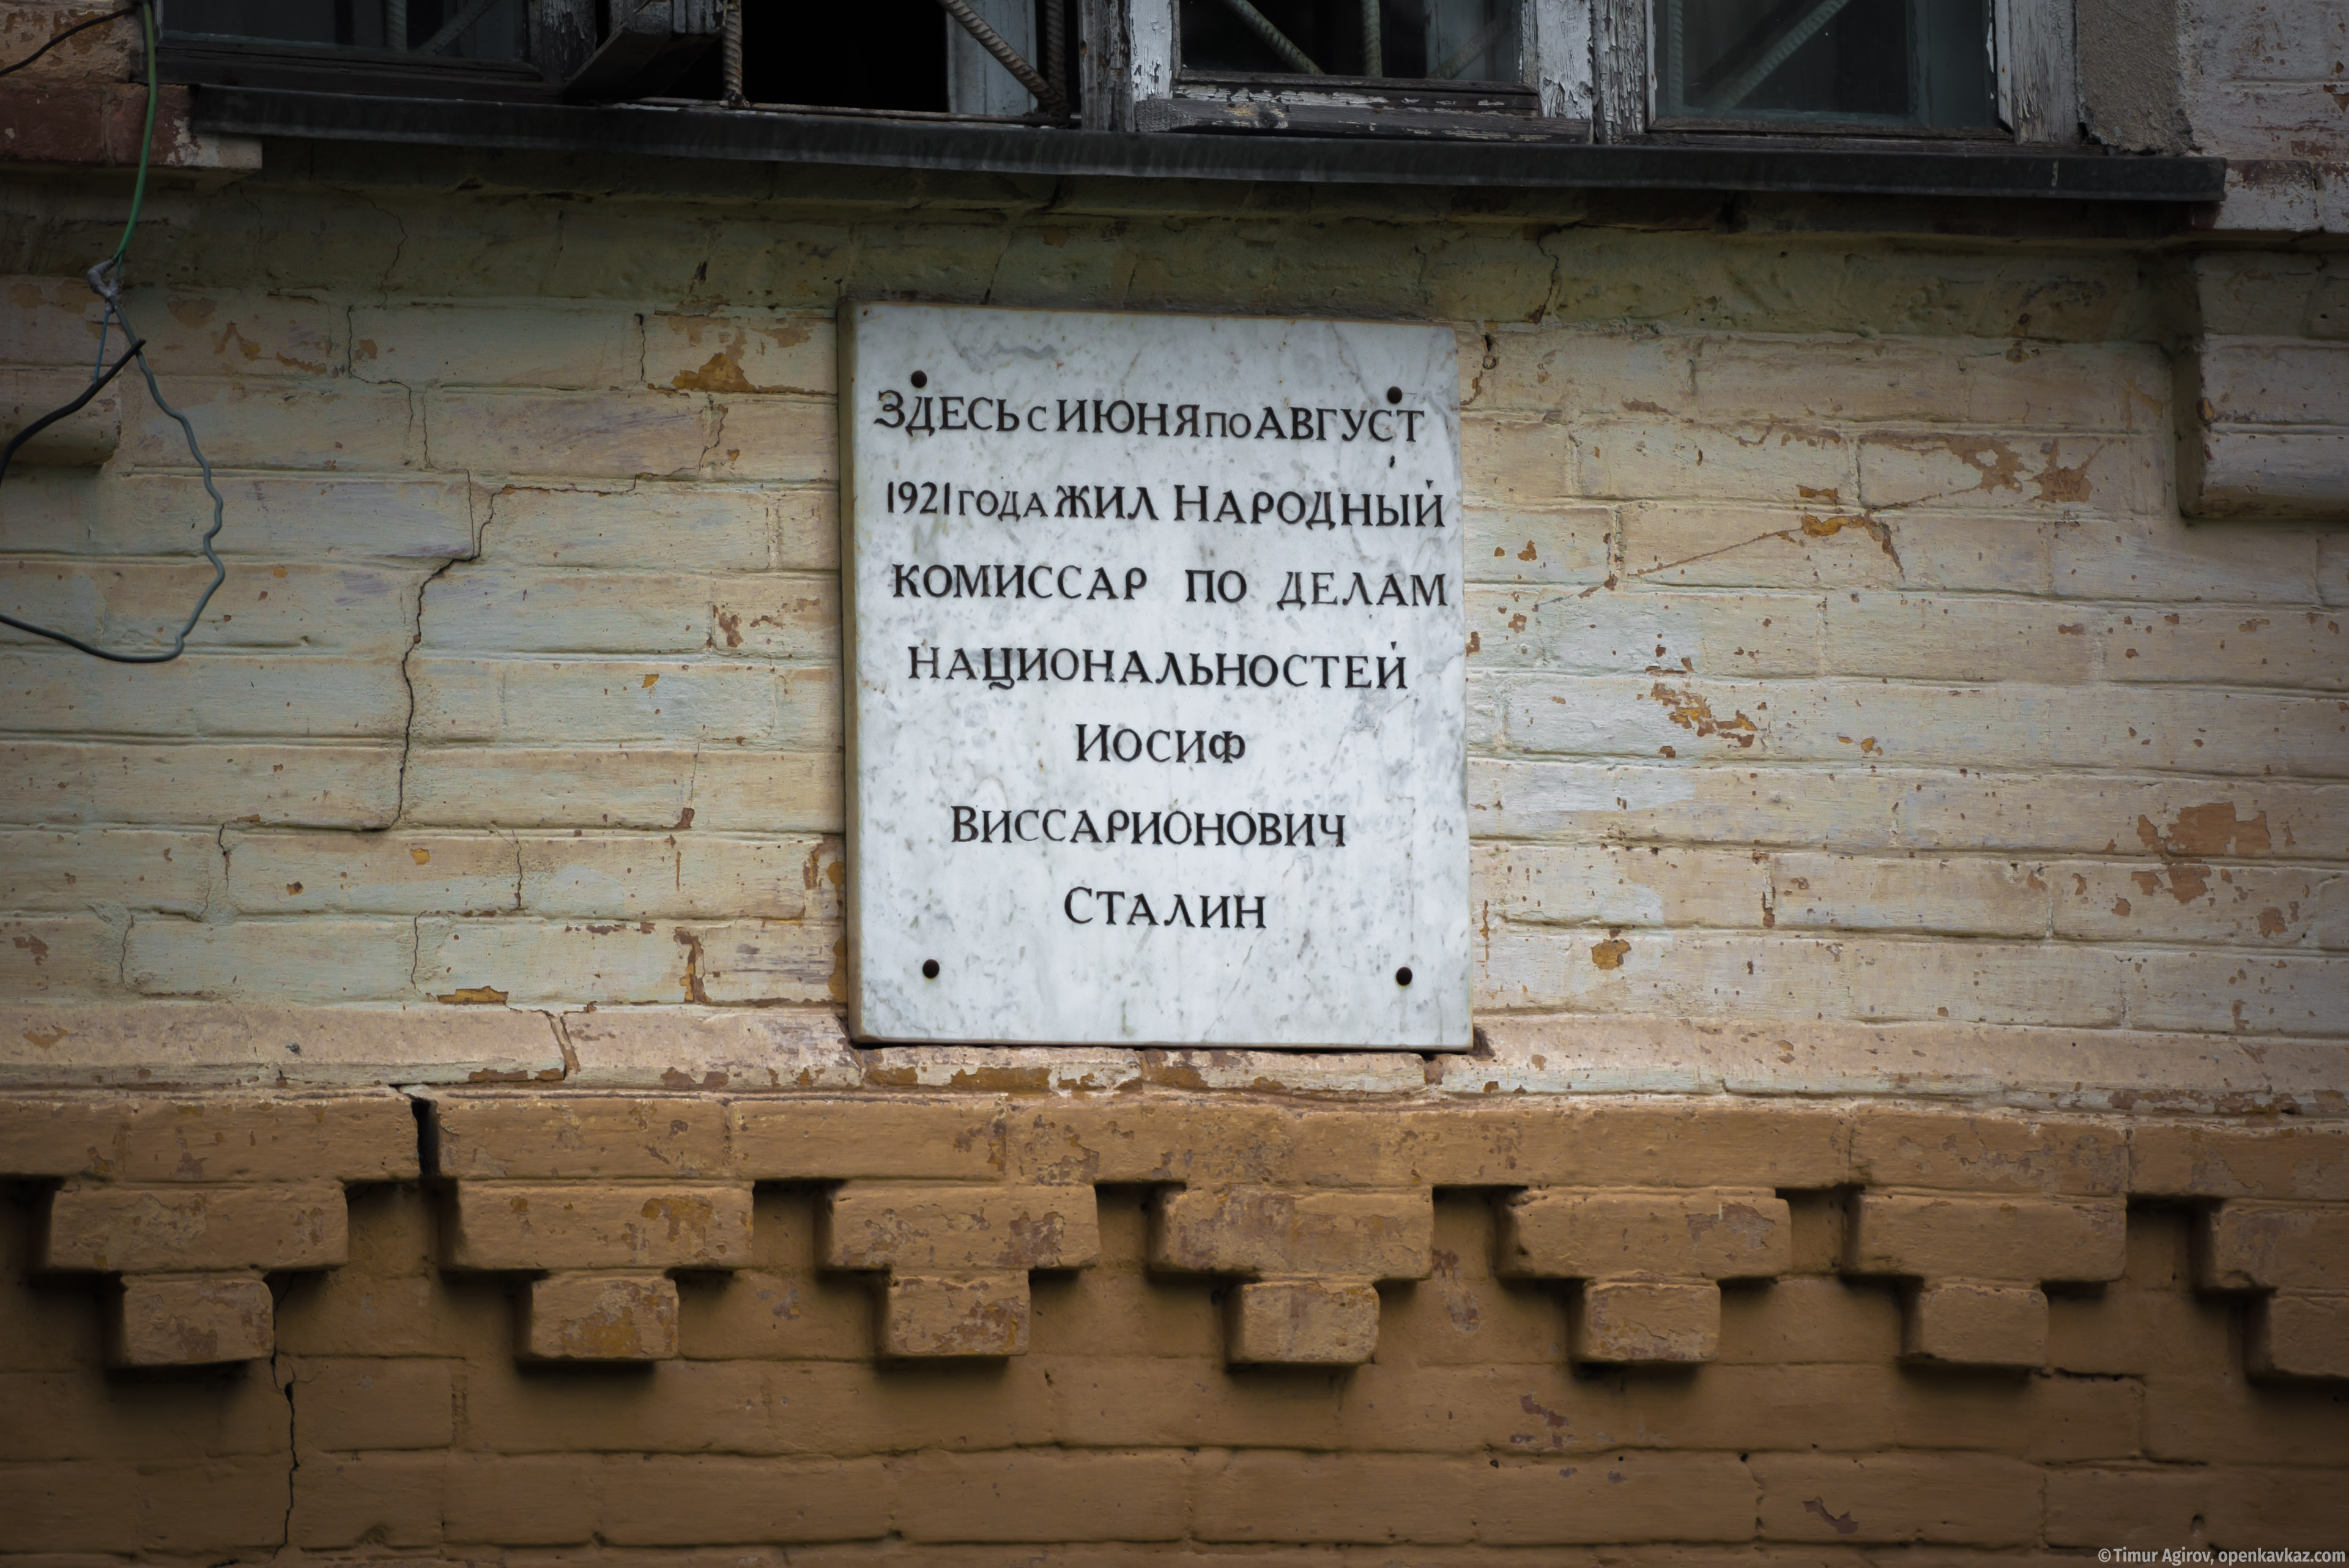 ЗДЕСЬ С ИЮНЯ ПО АВГУСТ
1921 ГОДА ЖИЛ НАРОДНЫЙ
КОМИССАР ПО ДЕЛАМ
НАЦИОНАЛЬНОСТЕЙ
ИОСИФ
ВИССАРИОНОВИЧ
СТАЛИН
© Timur Agirov, openkavkaz.com